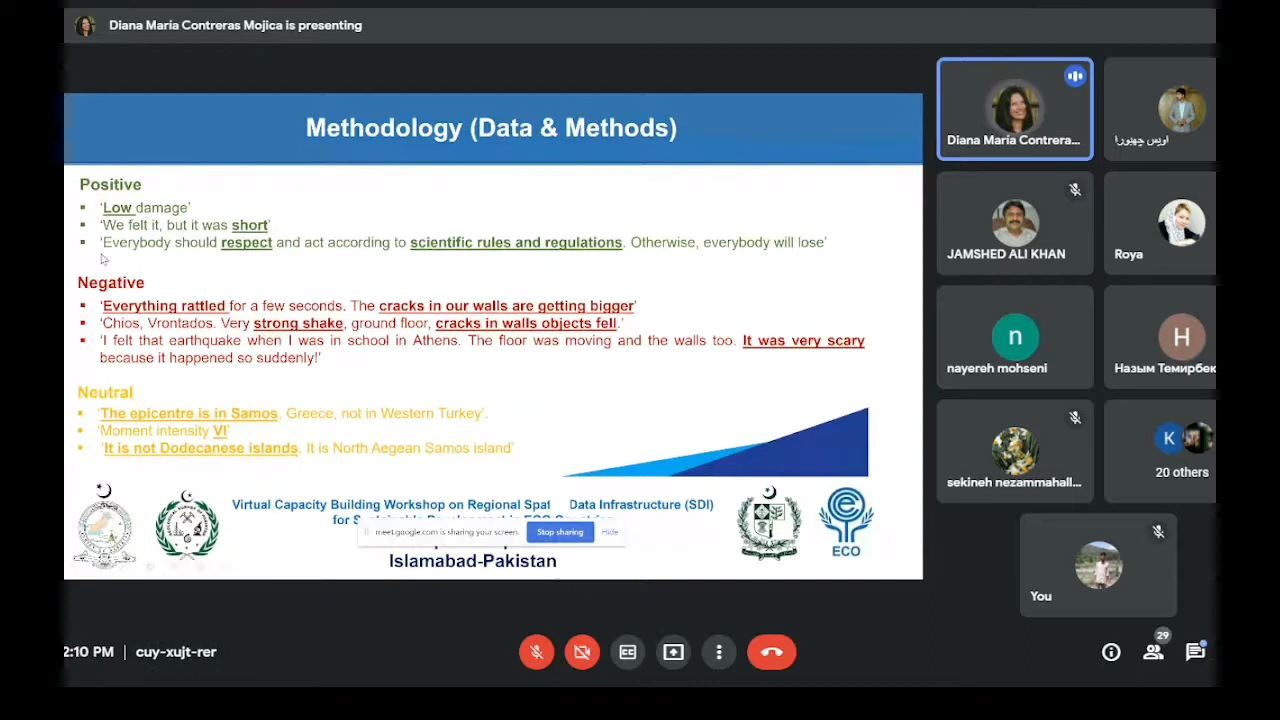 Diana María Contreras Mojica is presenting
Methodology (Data & Methods)
Positive
▪ ‘Low damage’
▪ ‘We felt it, but it was short’
▪ ‘Everybody should respect and act according to scientific rules and regulations. Otherwise, everybody will lose’
Negative
▪ ‘Everything rattled for a few seconds. The cracks in our walls are getting bigger’
▪ ‘Chios, Vrontados. Very strong shake, ground floor, cracks in walls objects fell.’
▪ ‘I felt that earthquake when I was in school in Athens. The floor was moving and the walls too. It was very scary
because it happened so suddenly!’
Neutral
▪ ‘The epicentre is in Samos, Greece, not in Western Turkey’.
▪ ‘Moment intensity VI’
▪ ‘It is not Dodecanese islands. It is North Aegean Samos island’
Virtual Capacity Building Workshop on Regional Spat Data Infrastructure (SDI)
for
meet.google.com is sharing your screen.
Stop sharing
Hide
Islamabad-Pakistan
ECO
Diana María Contrera...
اویس چھبورا
JAMSHED ALI KHAN
Roya
n
nayereh mohseni
Н
Назым Темирбек
sekineh nezammahall...
K
20 others
You
2:10 PM | cuy-xujt-rer
29